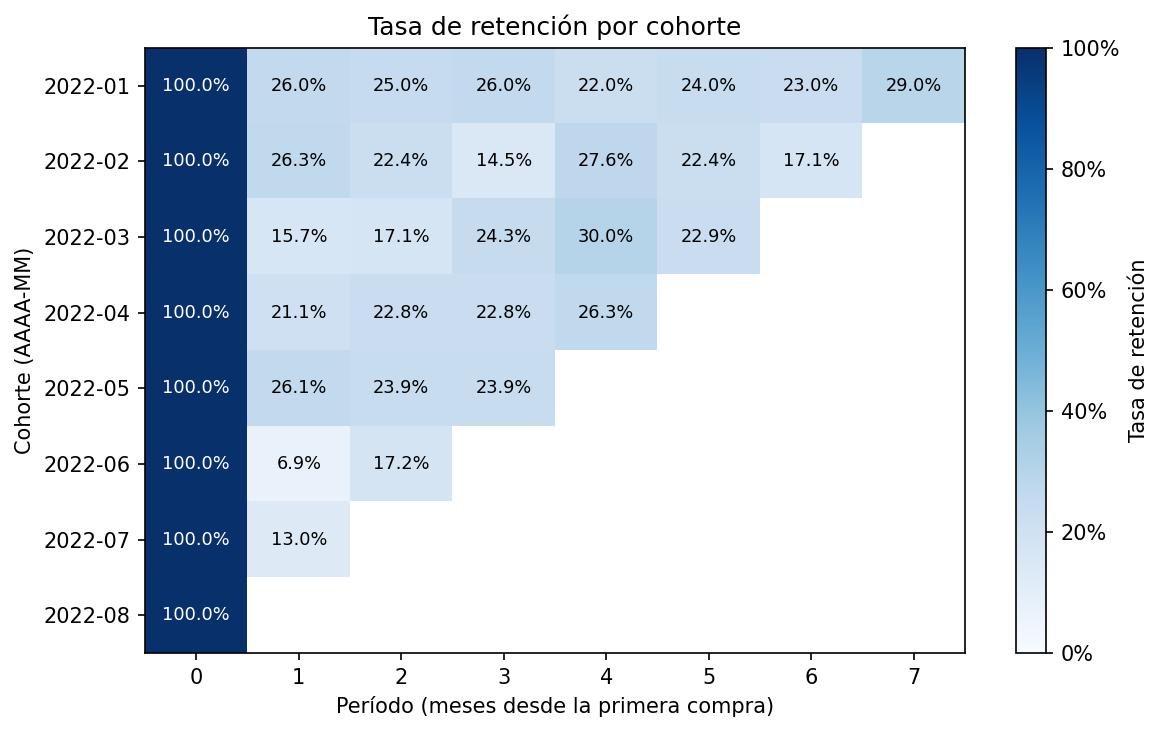 Tasa de retención por cohorte
2022-01 100.0% 26.0% 25.0% 26.0% 22.0% 24.0% 23.0% 29.0%
2022-02 100.0% 26.3% 22.4% 14.5% 27.6% 22.4% 17.1%
2022-03 100.0% 15.7% 17.1% 24.3% 30.0% 22.9%
2022-04 100.0% 21.1% 22.8% 22.8% 26.3%
2022-05 100.0% 26.1% 23.9% 23.9%
2022-06 100.0% 6.9% 17.2%
2022-07 100.0% 13.0%
2022-08 100.0%
0 1 2 3 4 5 6 7
Período (meses desde la primera compra)
Cohorte (AAAA-MM)
100%
80%
60%
40%
20%
0%
Tasa de retención